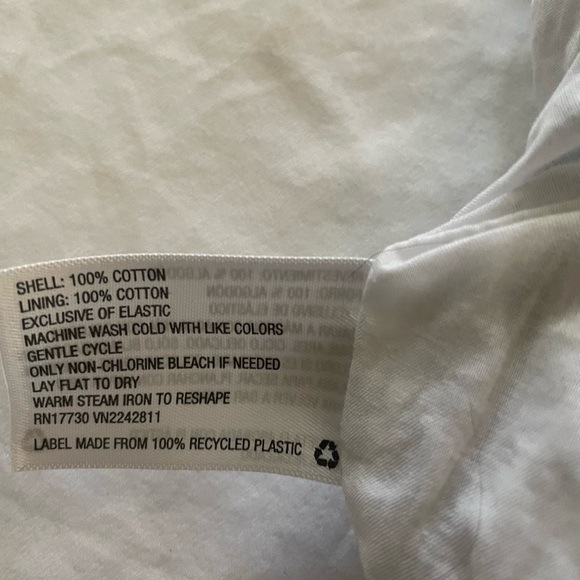 SHELL: 100% COTTON
LINING: 100% COTTON
EXCLUSIVE OF ELASTIC
MACHINE WASH COLD WITH LIKE COLORS
GENTLE CYCLE
ONLY NON-CHLORINE BLEACH IF NEEDED
LAY FLAT TO DRY
WARM STEAM IRON TO RESHAPE
RN17730 VN2242811
LABEL MADE FROM 100% RECYCLED PLASTIC